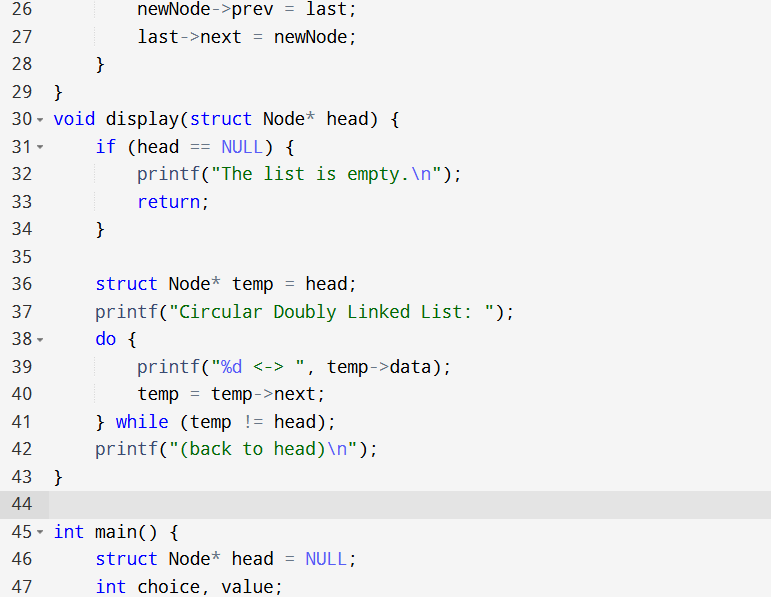 26        newNode->prev = last;
27        last->next = newNode;
28    }
29 }
30 void display(struct Node* head) {
31    if (head == NULL) {
32        printf("The list is empty.\n");
33        return;
34    }
35
36    struct Node* temp = head;
37    printf("Circular Doubly Linked List: ");
38    do {
39        printf("%d <-> ", temp->data);
40        temp = temp->next;
41    } while (temp != head);
42    printf("(back to head)\n");
43 }
44
45 int main() {
46    struct Node* head = NULL;
47    int choice, value;